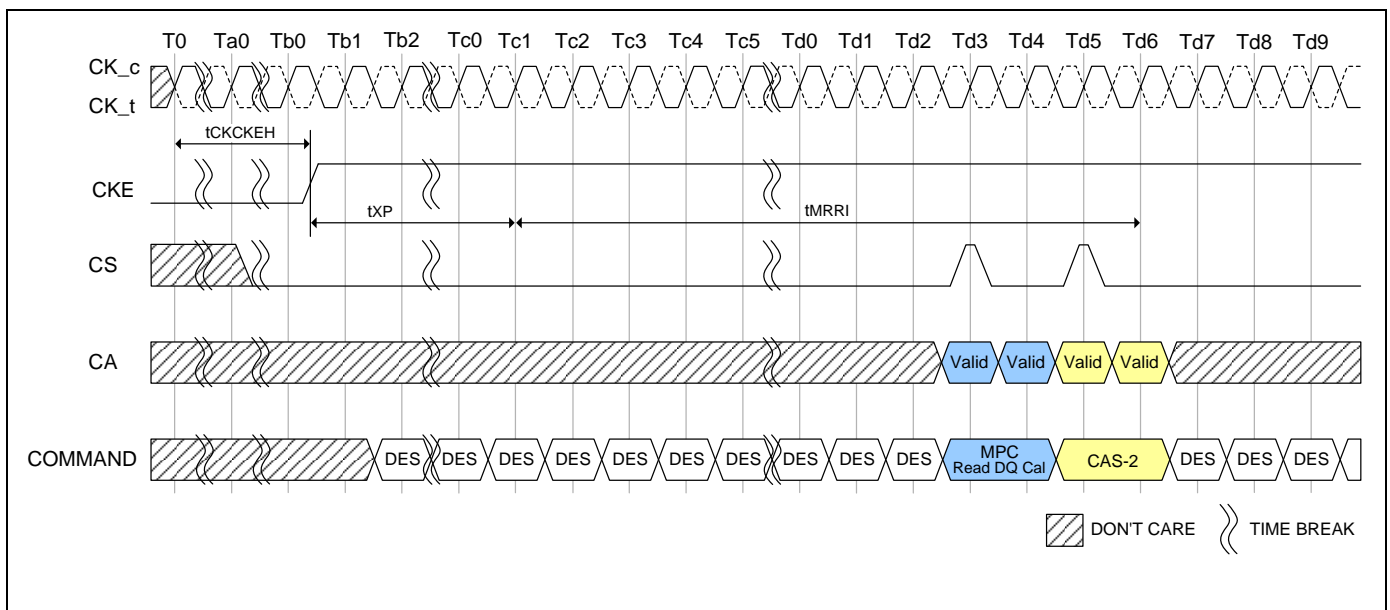 T0 Ta0 Tb0 Tb1 Tb2 Tc0 Tc1 Tc2 Tc3 Tc4 Tc5 Td0 Td1 Td2 Td3 Td4 Td5 Td6 Td7 Td8 Td9
CK_c
CK_t
tCKCKEH
CKE
tXP tMRRI
CS
CA Valid Valid Valid Valid
COMMAND DES DES DES DES DES DES DES DES DES DES MPC Read DQ Cal CAS-2 DES DES DES
DON'T CARE TIME BREAK